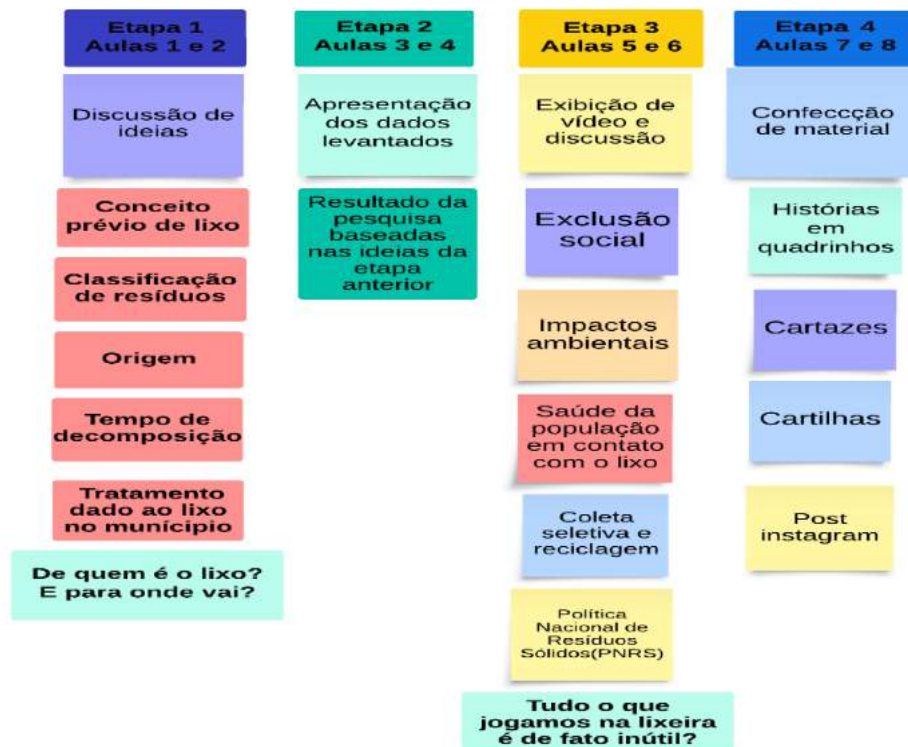 Etapa 1
Aulas 1 e 2
Discussão de
ideias
Conceito
prévio de lixo
Classificação
de resíduos
Origem
Tempo de
decomposição
Tratamento
dado ao lixo
no munícipio
De quem é o lixo?
E para onde vai?
Etapa 2
Aulas 3 e 4
Apresentação
dos dados
levantados
Resultado da
pesquisa
baseadas
nas ideias da
etapa
anterior
Etapa 3
Aulas 5 e 6
Exibição de
vídeo e
discussão
Exclusão
social
Impactos
ambientais
Saúde da
população
em contato
com o lixo
Coleta
seletiva e
reciclagem
Política
Nacional de
Resíduos
Sólidos(PNRS)
Tudo o que
jogamos na lixeira
é de fato inútil?
Etapa 4
Aulas 7 e 8
Confeccção
de material
Histórias
em
quadrinhos
Cartazes
Cartilhas
Post
instagram